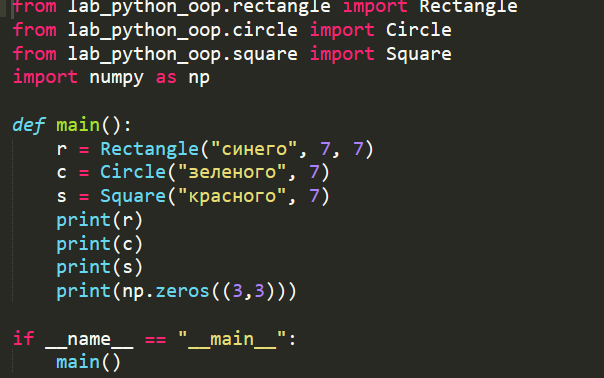 from lab_python_oop.rectangle import Rectangle
from lab_python_oop.circle import Circle
from lab_python_oop.square import Square
import numpy as np
def main():
    r = Rectangle("синего", 7, 7)
    c = Circle("зеленого", 7)
    s = Square("красного", 7)
    print(r)
    print(c)
    print(s)
    print(np.zeros((3,3)))
if __name__ == "__main__":
    main()